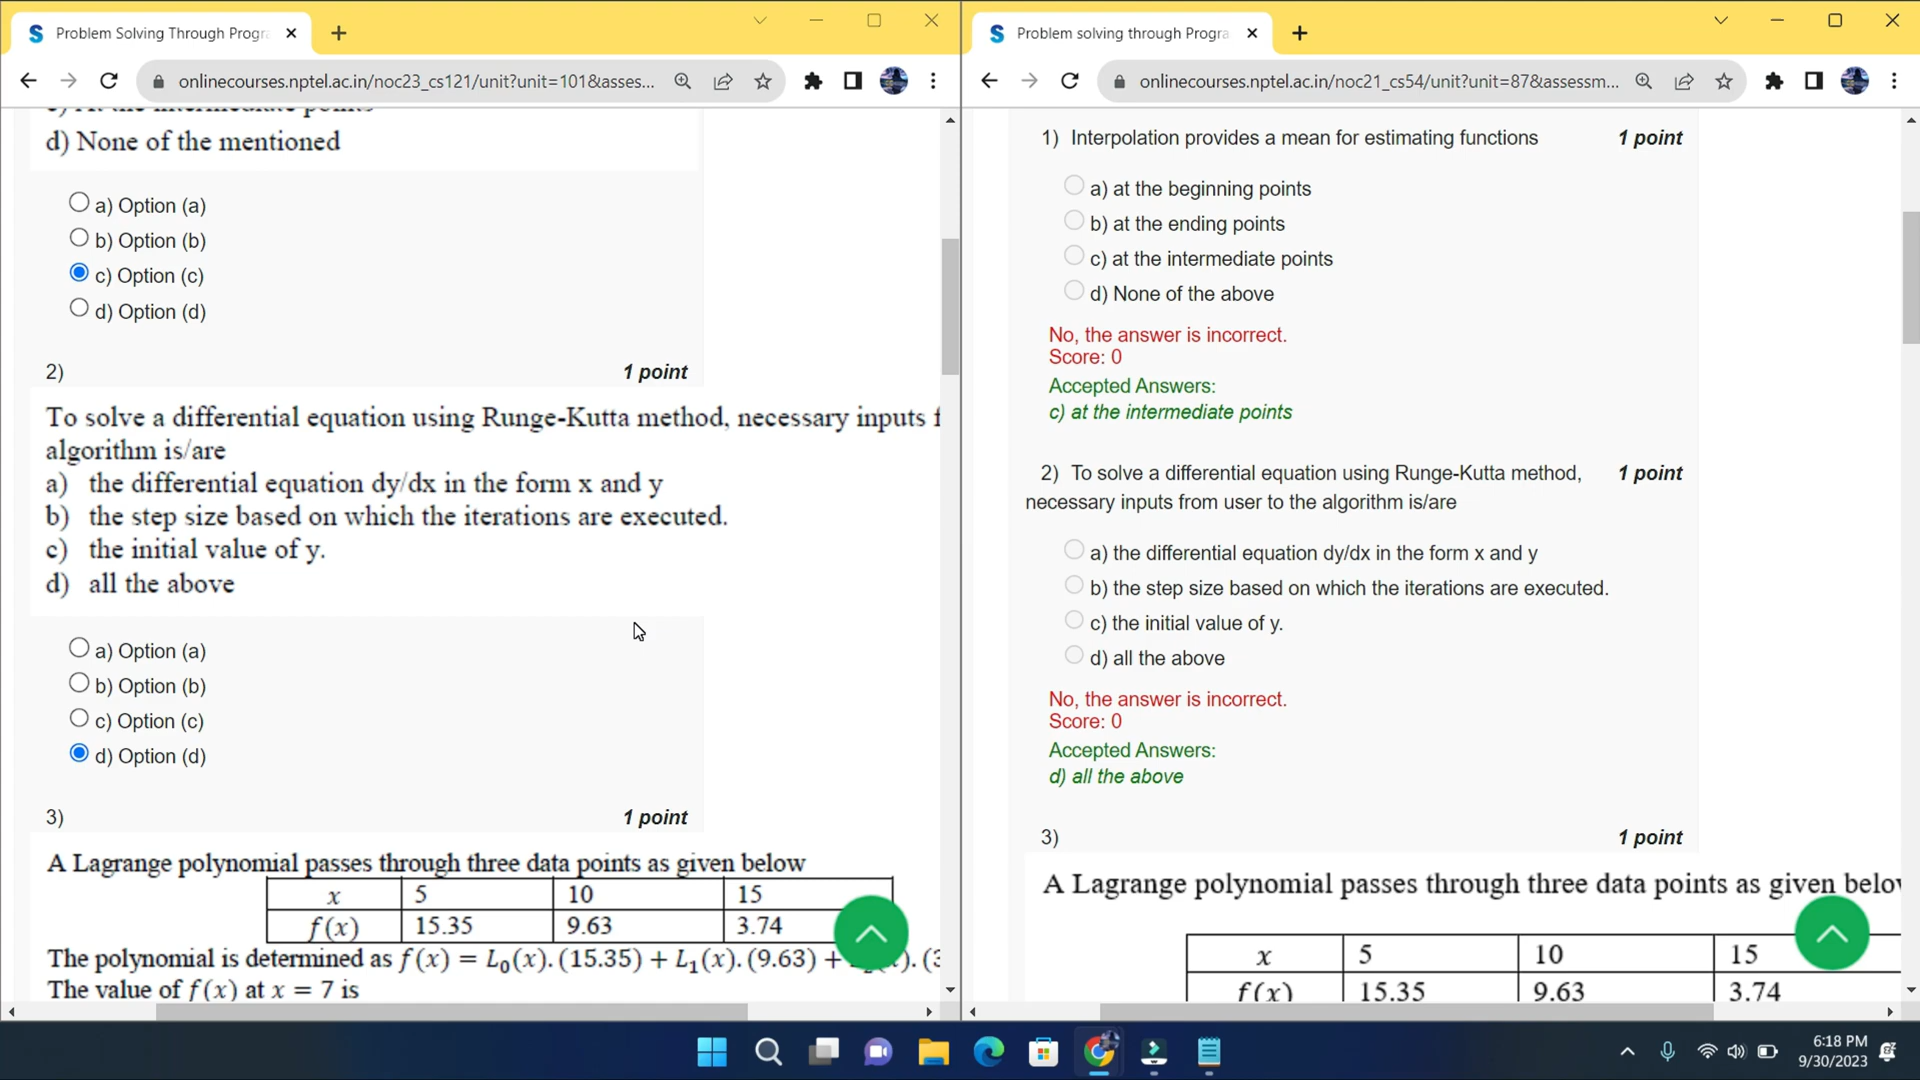 Problem Solving Through Progra
onlinecourses.nptel.ac.in/noc23_cs121/unit?unit=101&asses...
d) None of the mentioned
a) Option (a)
b) Option (b)
c) Option (c)
d) Option (d)
2)
1 point
To solve a differential equation using Runge-Kutta method, necessary inputs f
algorithm is/are
a) the differential equation dy/dx in the form x and y
b) the step size based on which the iterations are executed.
c) the initial value of y.
d) all the above
a) Option (a)
b) Option (b)
c) Option (c)
d) Option (d)
3)
1 point
A Lagrange polynomial passes through three data points as given below
x 5 10 15
f(x) 15.35 9.63 3.74
The polynomial is determined as f(x) = L₀(x). (15.35) + L₁(x). (9.63) +
The value of f(x) at x = 7 is
Problem solving through Progra
onlinecourses.nptel.ac.in/noc21_cs54/unit?unit=87&assessm...
1) Interpolation provides a mean for estimating functions
1 point
a) at the beginning points
b) at the ending points
c) at the intermediate points
d) None of the above
No, the answer is incorrect.
Score: 0
Accepted Answers:
c) at the intermediate points
2) To solve a differential equation using Runge-Kutta method,
1 point
necessary inputs from user to the algorithm is/are
a) the differential equation dy/dx in the form x and y
b) the step size based on which the iterations are executed.
c) the initial value of y.
d) all the above
No, the answer is incorrect.
Score: 0
Accepted Answers:
d) all the above
3)
1 point
A Lagrange polynomial passes through three data points as given below
x 5 10 15
f(x) 15.35 9.63 3.74
6:18 PM
9/30/2023